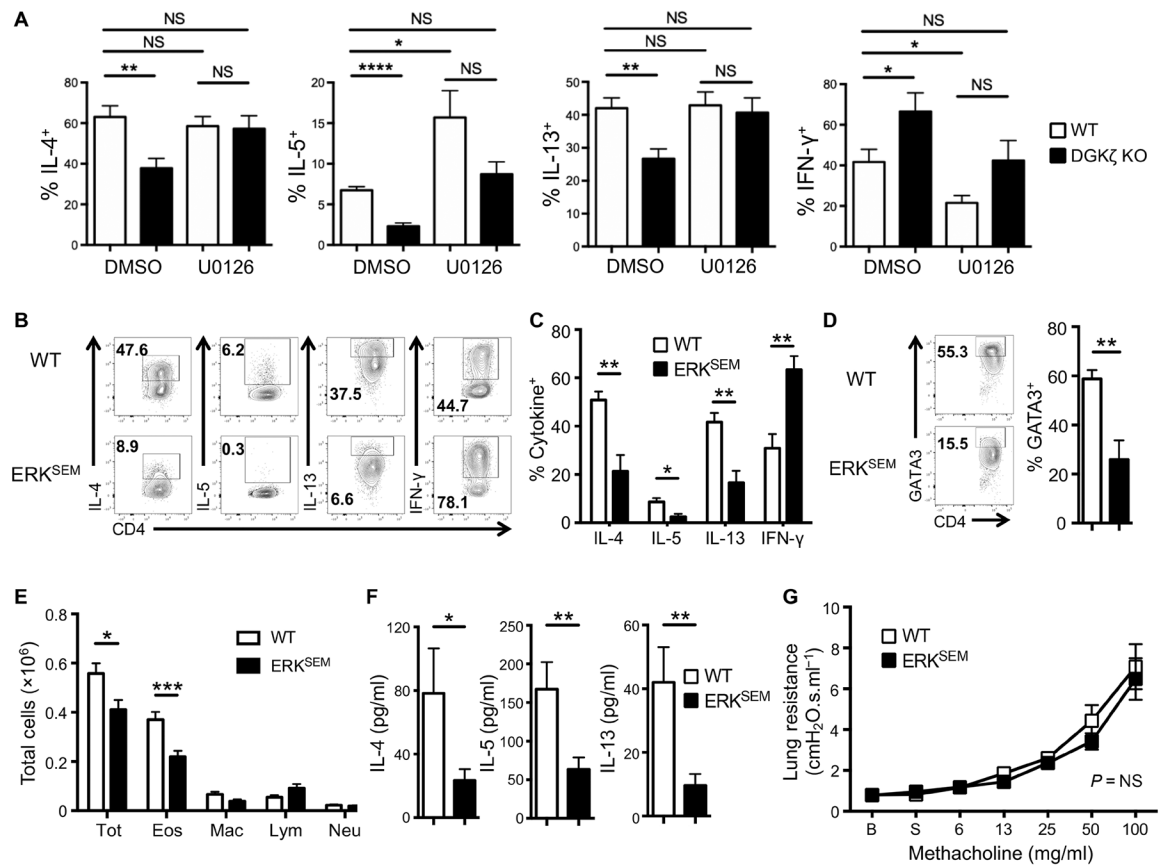 A
NS
NS
**
NS
80
60
40
20
0
% IL-4+
DMSO
U0126
NS
*
****
NS
20
15
10
5
0
% IL-5+
DMSO
U0126
NS
NS
**
NS
50
40
30
20
10
0
% IL-13+
DMSO
U0126
NS
*
*
NS
80
60
40
20
0
% IFN-γ+
DMSO
U0126
WT
DGKζ KO
B
WT
ERKSEM
47.6
6.2
37.5
44.7
8.9
0.3
6.6
78.1
IL-4
IL-5
IL-13
IFN-γ
CD4
C
80
60
40
20
0
% Cytokine+
WT
ERKSEM
**
*
**
**
IL-4
IL-5
IL-13
IFN-γ
D
WT
ERKSEM
55.3
15.5
GATA3
CD4
80
60
40
20
0
% GATA3+
**
E
0.8
0.6
0.4
0.2
0
Total cells (×10⁶)
*
***
WT
ERKSEM
Tot
Eos
Mac
Lym
Neu
F
120
80
40
0
IL-4 (pg/ml)
*
250
200
150
100
50
0
IL-5 (pg/ml)
**
60
40
20
0
IL-13 (pg/ml)
**
WT
ERKSEM
G
10
8
6
4
2
0
Lung resistance
(cmH₂O.s.ml⁻¹)
WT
ERKSEM
P = NS
B
S
6
13
25
50
100
Methacholine (mg/ml)